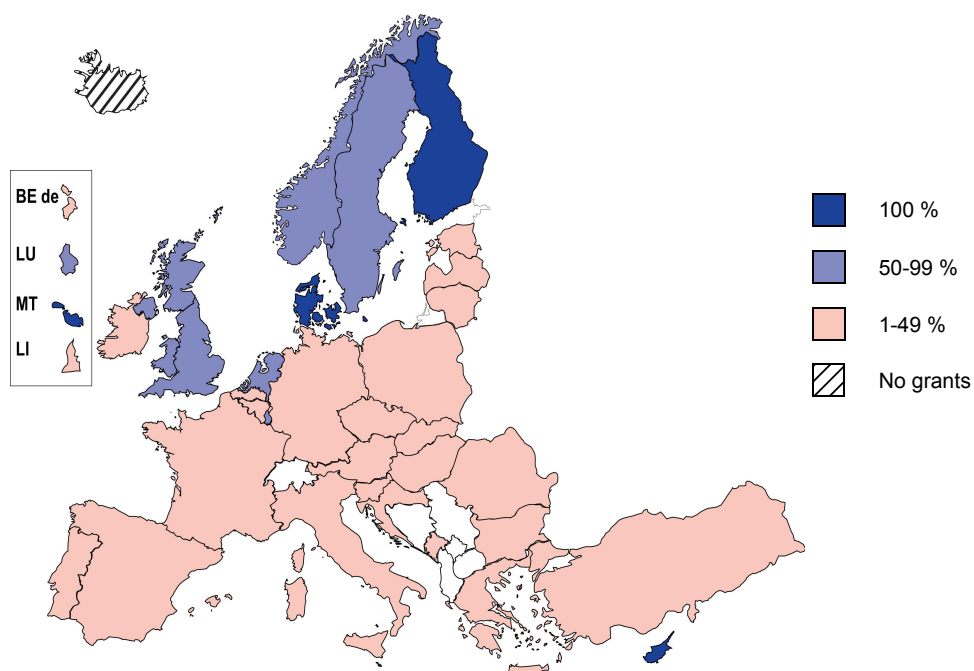 BE de
LU
MT
LI
100 %
50-99 %
1-49 %
No grants